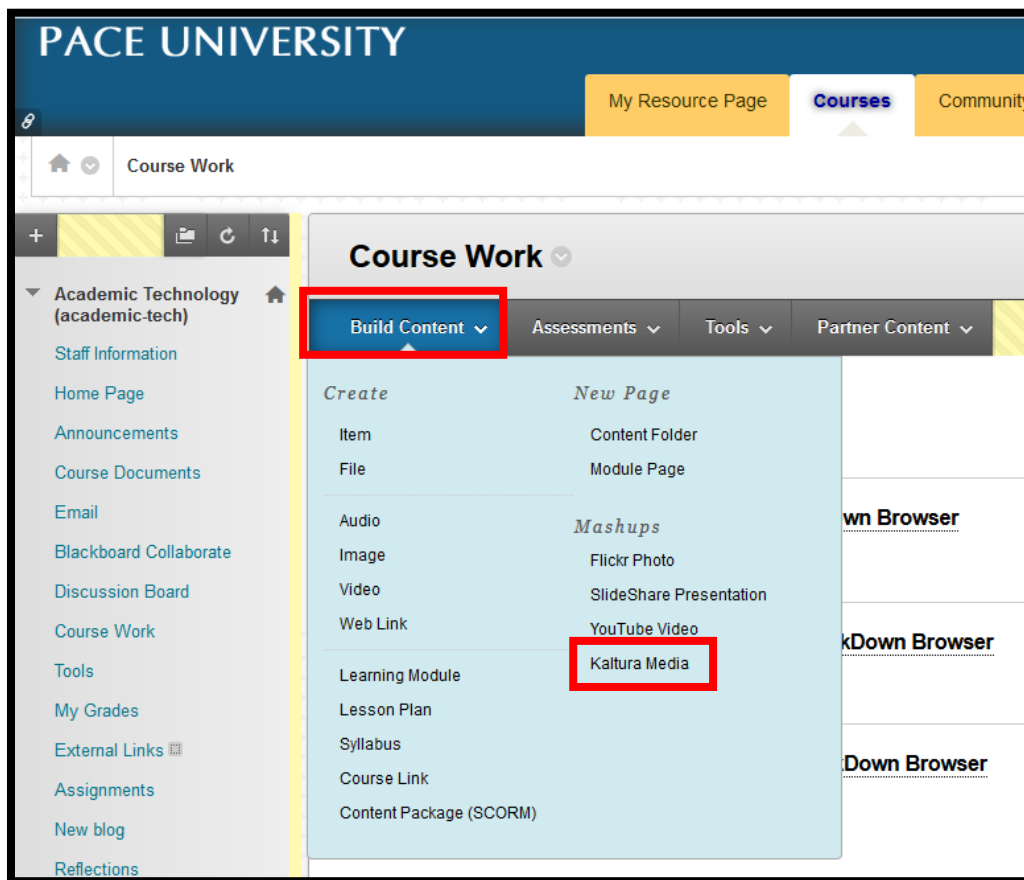 PACE UNIVERSITY
My Resource Page
Courses
Community
Course Work
Academic Technology
(academic-tech)
Staff Information
Home Page
Announcements
Course Documents
Email
Blackboard Collaborate
Discussion Board
Course Work
Tools
My Grades
External Links
Assignments
New blog
Reflections
Course Work
Build Content
Assessments
Tools
Partner Content
Create
Item
File
Audio
Image
Video
Web Link
Learning Module
Lesson Plan
Syllabus
Course Link
Content Package (SCORM)
New Page
Content Folder
Module Page
Mashups
Flickr Photo
SlideShare Presentation
YouTube Video
Kaltura Media
wn Browser
kDown Browser
Down Browser